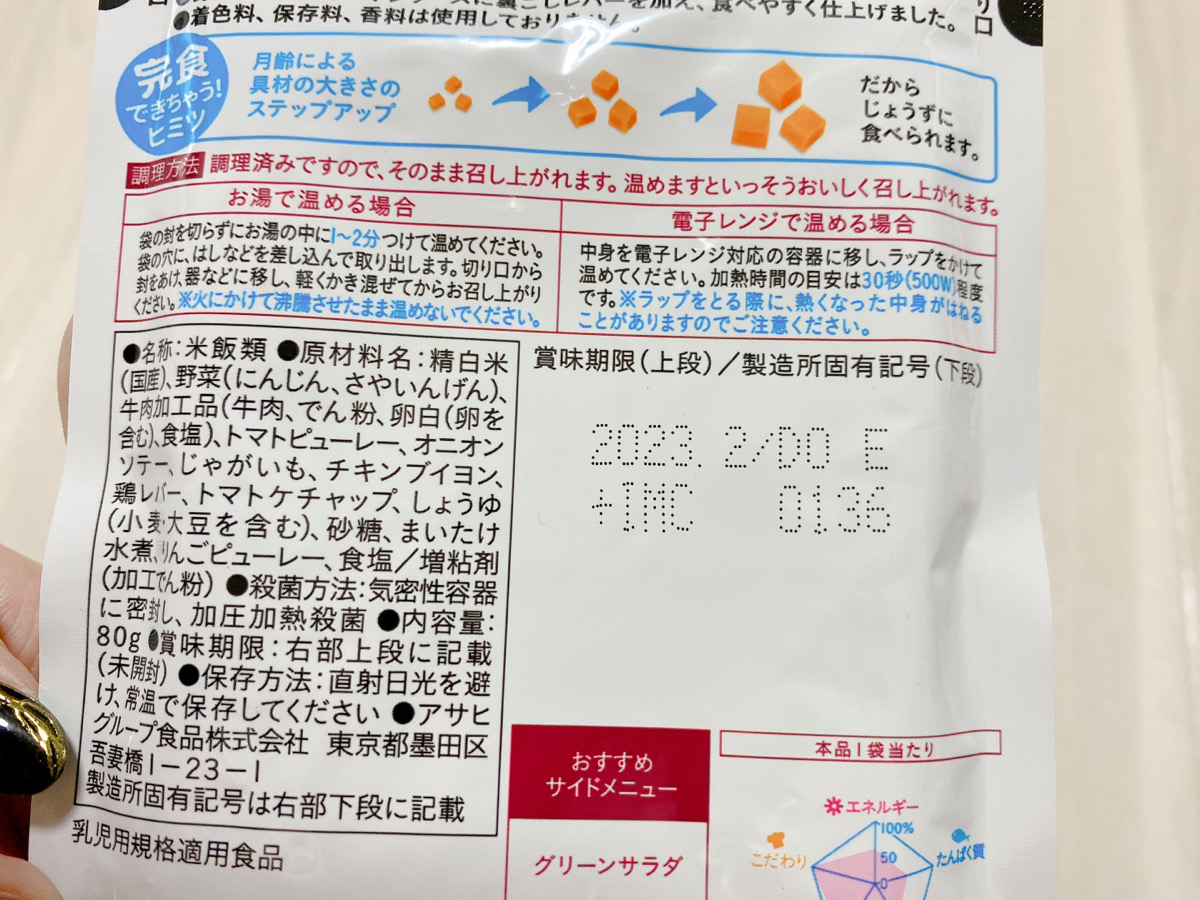 裏ごしレバーを加え、食べやすく仕上げました。
●着色料、保存料、香料は使用しておりません。
り口
完食
できちゃう!
ヒミツ
月齢による
具材の大きさの
ステップアップ
だから
じょうずに
食べられます。
調理方法 調理済みですので、そのまま召し上がれます。温めますといっそうおいしく召し上がれます。
お湯で温める場合
袋の封を切らずにお湯の中に1〜2分つけて温めてください。
袋の穴に、はしなどを差し込んで取り出します。切り口から
封をあけ、器などに移し、軽くかき混ぜてからお召し上がり
ください。※火にかけて沸騰させたまま温めないでください。
電子レンジで温める場合
中身を電子レンジ対応の容器に移し、ラップをかけて
温めてください。加熱時間の目安は30秒(500W)程度
です。※ラップをとる際に、熱くなった中身がはねる
ことがありますのでご注意ください。
●名称:米飯類 ●原材料名:精白米
(国産)、野菜(にんじん、さやいんげん)、
牛肉加工品(牛肉、でん粉、卵白(卵を
含む)、食塩)、トマトピューレー、オニオン
ソテー、じゃがいも、チキンブイヨン、
鶏レバー、トマトケチャップ、しょうゆ
(小麦・大豆を含む)、砂糖、まいたけ
水煮、りんごピューレー、食塩/増粘剤
(加工でん粉) ●殺菌方法:気密性容器
に密封し、加圧加熱殺菌 ●内容量:
80g ●賞味期限:右部上段に記載
(未開封) ●保存方法:直射日光を避
け、常温で保存してください ●アサヒ
グループ食品株式会社 東京都墨田区
吾妻橋1-23-1
製造所固有記号は右部下段に記載
乳児用規格適用食品
賞味期限(上段)/製造所固有記号(下段)
2023. 2/DO E
+IMC 0136
おすすめ
サイドメニュー
グリーンサラダ
本品1袋当たり
エネルギー
100%
こだわり
50
たんぱく質
0